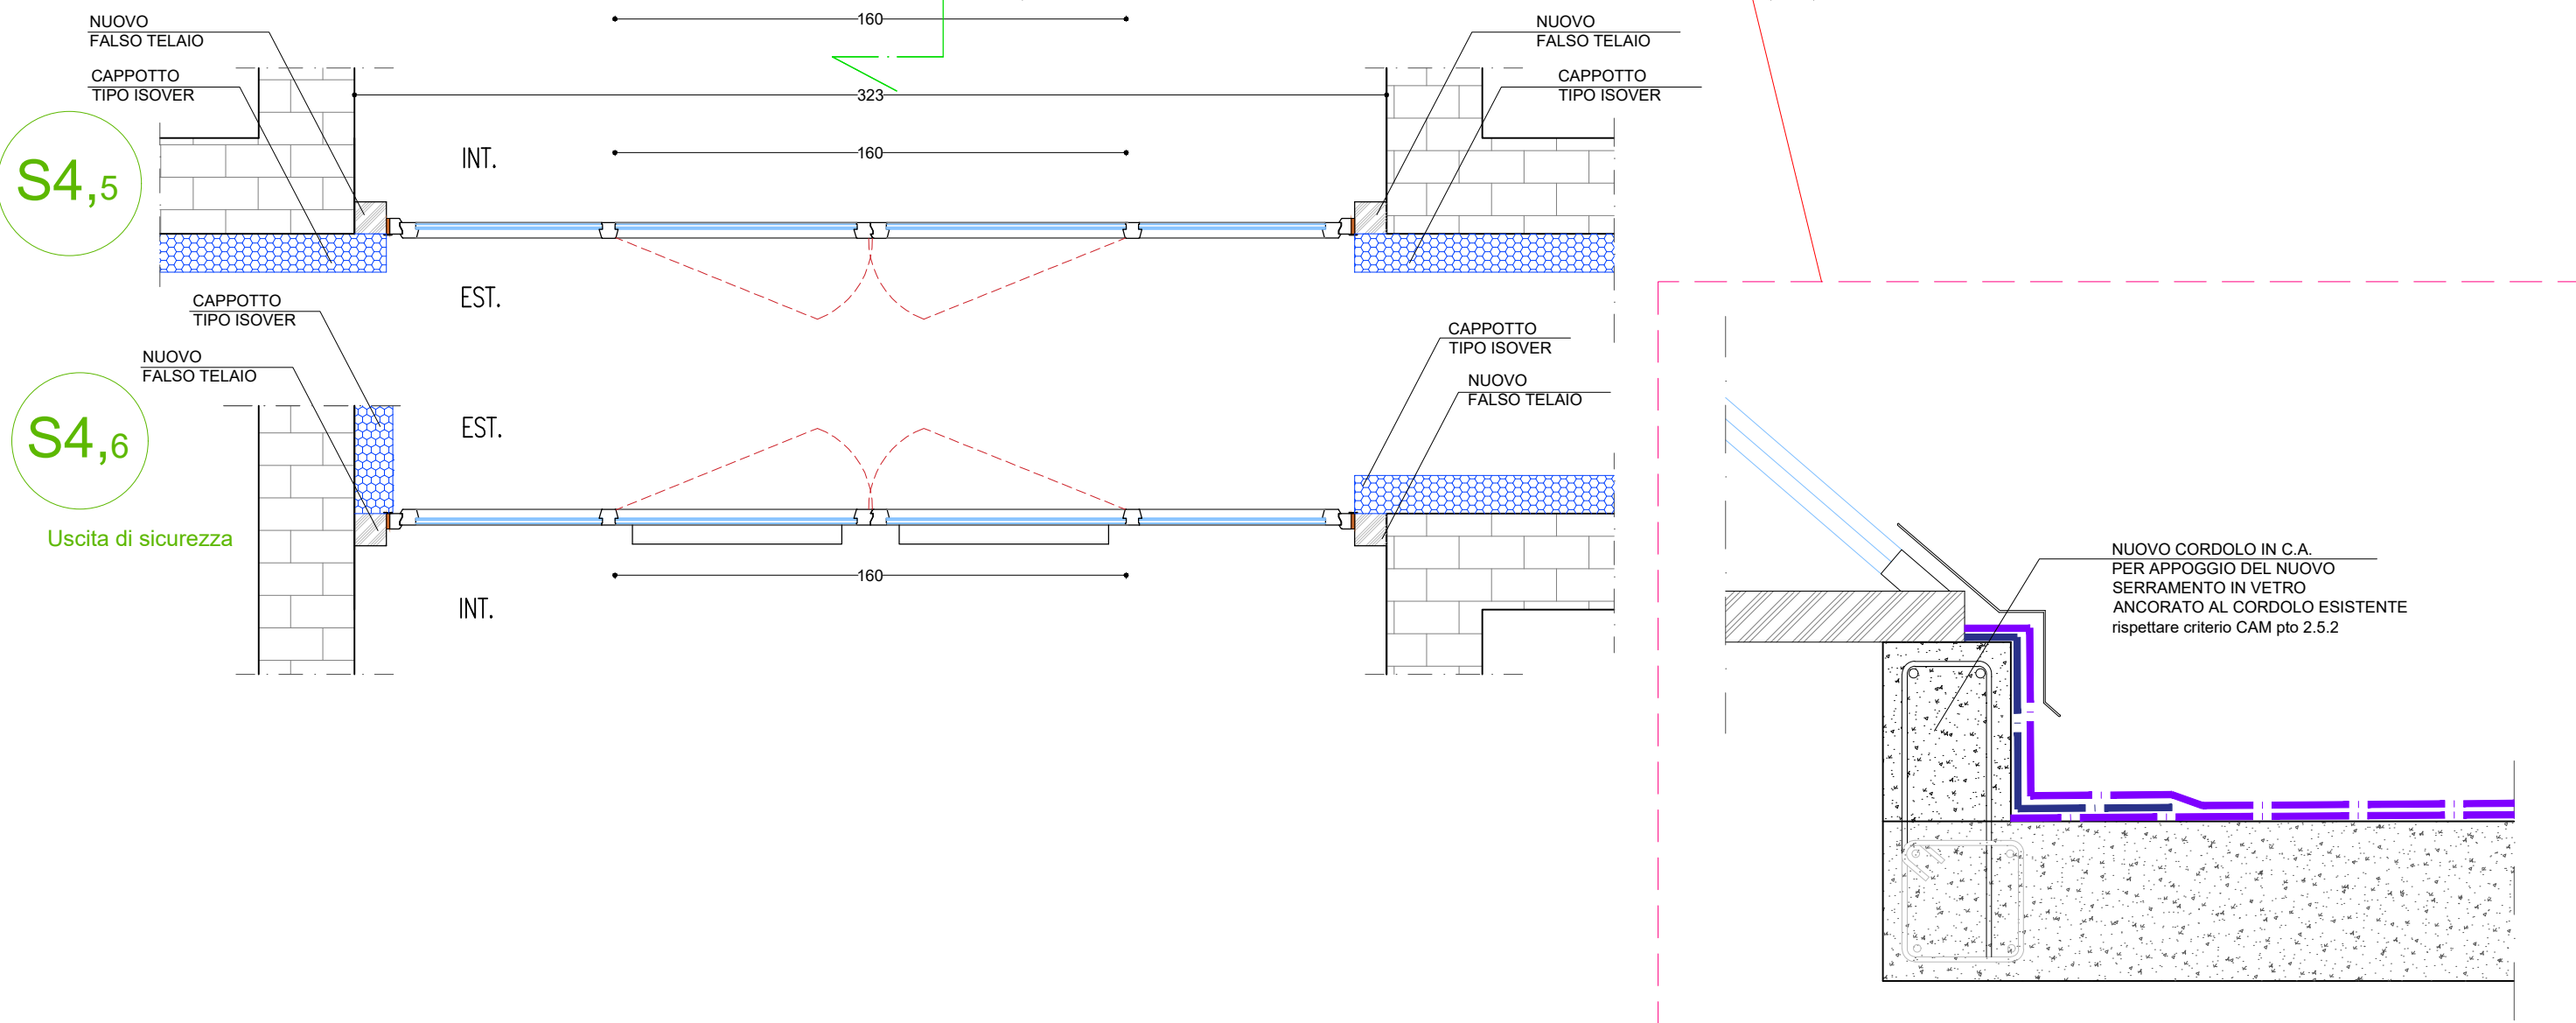 160
NUOVO
FALSO TELAIO
CAPPOTTO
TIPO ISOVER
NUOVO
FALSO TELAIO
CAPPOTTO
TIPO ISOVER
323
S4,5
INT.
160
EST.
CAPPOTTO
TIPO ISOVER
NUOVO
FALSO TELAIO
CAPPOTTO
TIPO ISOVER
NUOVO
FALSO TELAIO
S4,6
EST.
Uscita di sicurezza
160
INT.
NUOVO CORDOLO IN C.A.
PER APPOGGIO DEL NUOVO
SERRAMENTO IN VETRO
ANCORATO AL CORDOLO ESISTENTE
rispettare criterio CAM pto 2.5.2